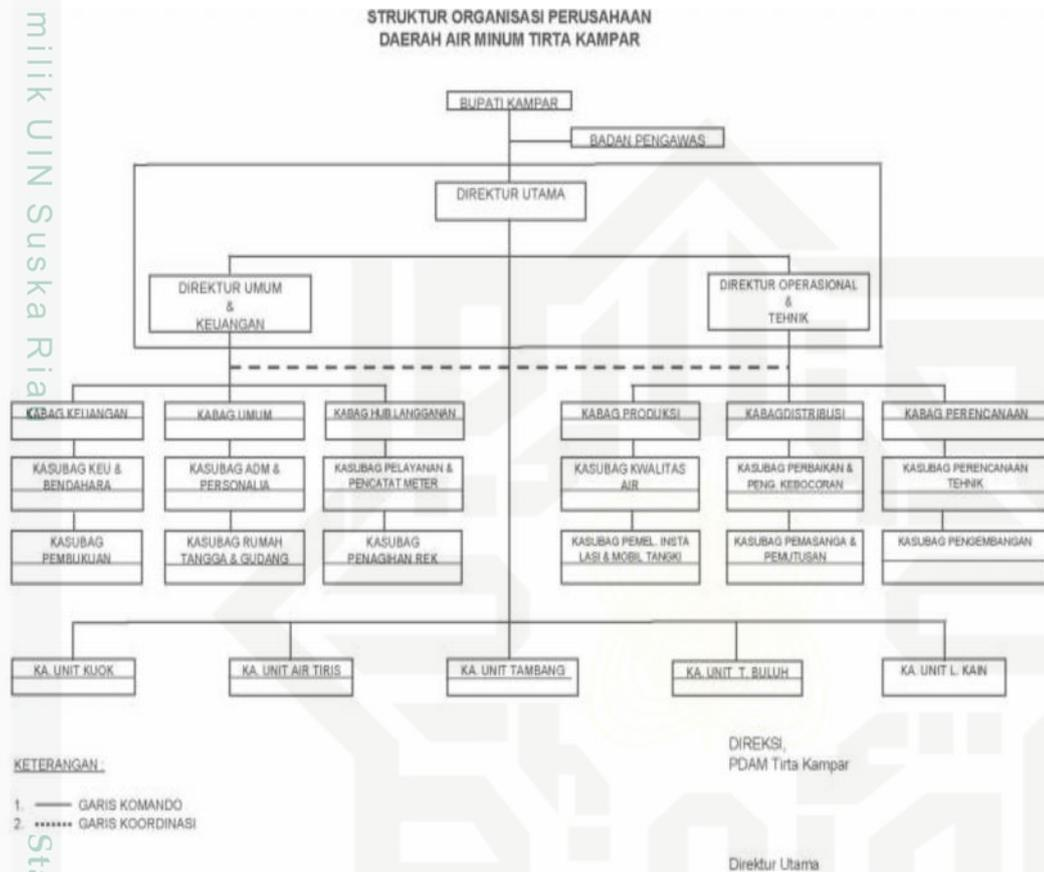 STRUKTUR ORGANISASI PERUSAHAAN
DAERAH AIR MINUM TIRTA KAMPAR
BUPATI KAMPAR
BADAN PENGAWAS
DIREKTUR UTAMA
DIREKTUR UMUM
&
KEUANGAN
DIREKTUR OPERASIONAL
&
TEHNIK
KABAG KEUANGAN
KABAG UMUM
KABAG HUB.LANGGANAN
KABAG PRODUKSI
KABAGDISTRIBUSI
KABAG PERENCANAAN
KASUBAG KEU &
BENDAHARA
KASUBAG ADM &
PERSONALIA
KASUBAG PELAYANAN &
PENCATAT METER
KASUBAG KWALITAS
AIR
KASUBAG PERBAIKAN &
PENG. KEBOCORAN
KASUBAG PERENCANAAN
TEHNIK
KASUBAG
PEMBUKUAN
KASUBAG RUMAH
TANGGA & GUDANG
KASUBAG
PENAGIHAN REK
KASUBAG PEMEL. INSTA
LASI & MOBIL TANGKI
KASUBAG PEMASANGA &
PEMUTUSAN
KASUBAG PENGEMBANGAN
KA. UNIT KUOK
KA. UNIT AIR TIRIS
KA. UNIT TAMBANG
KA. UNIT T. BULUH
KA. UNIT L. KAIN
KETERANGAN :
1. GARIS KOMANDO
2. GARIS KOORDINASI
DIREKSI,
PDAM Tirta Kampar
Direktur Utama
milik UIN Suska Ria
Sta